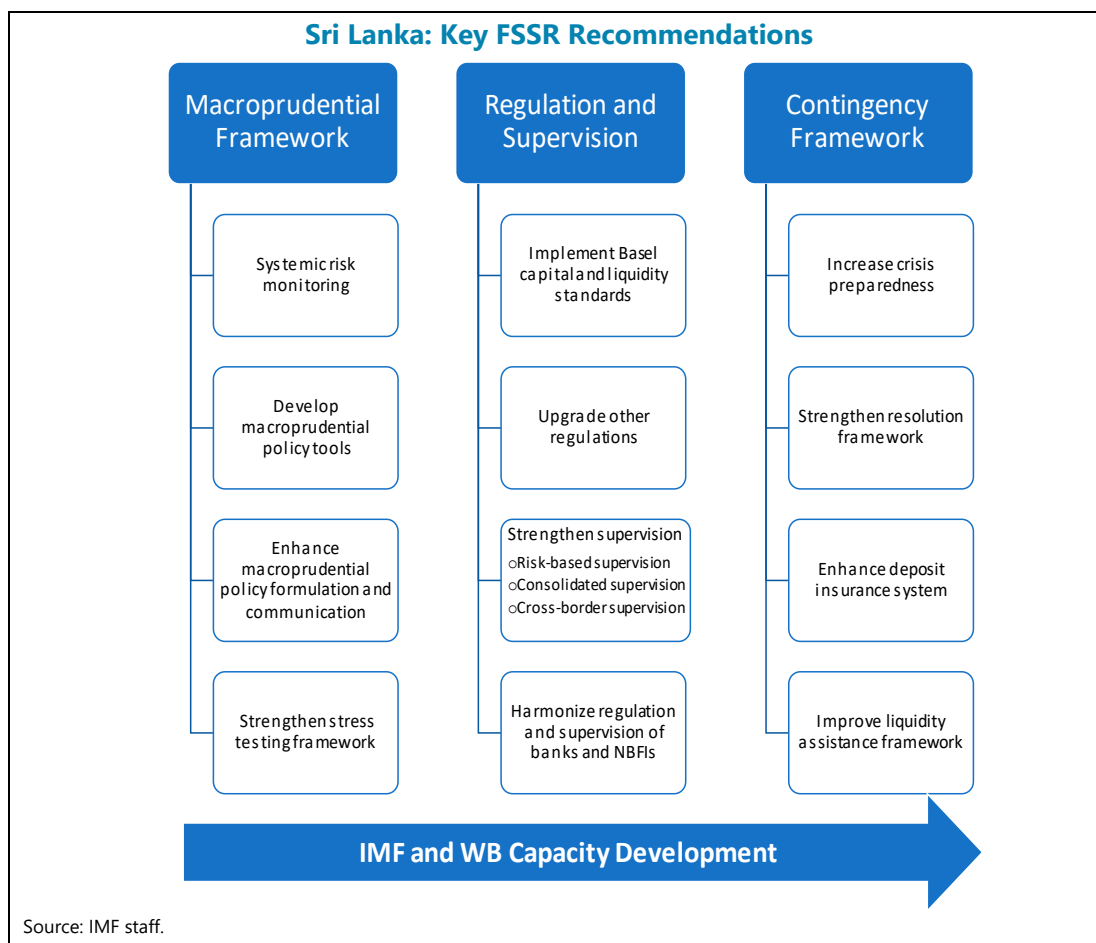 Sri Lanka: Key FSSR Recommendations
Macroprudential
Framework
Systemic risk
monitoring
Develop
macroprudential
policy tools
Enhance
macroprudential
policy formulation and
communication
Strengthen stress
testing framework
Regulation and
Supervision
Implement Basel
capital and liquidity
standards
Upgrade other
regulations
Strengthen supervision
○Risk-based supervision
○Consolidated supervision
○Cross-border supervision
Harmonize regulation
and supervision of
banks and NBFIs
Contingency
Framework
Increase crisis
preparedness
Strengthen resolution
framework
Enhance deposit
insurance system
Improve liquidity
assistance framework
IMF and WB Capacity Development
Source: IMF staff.